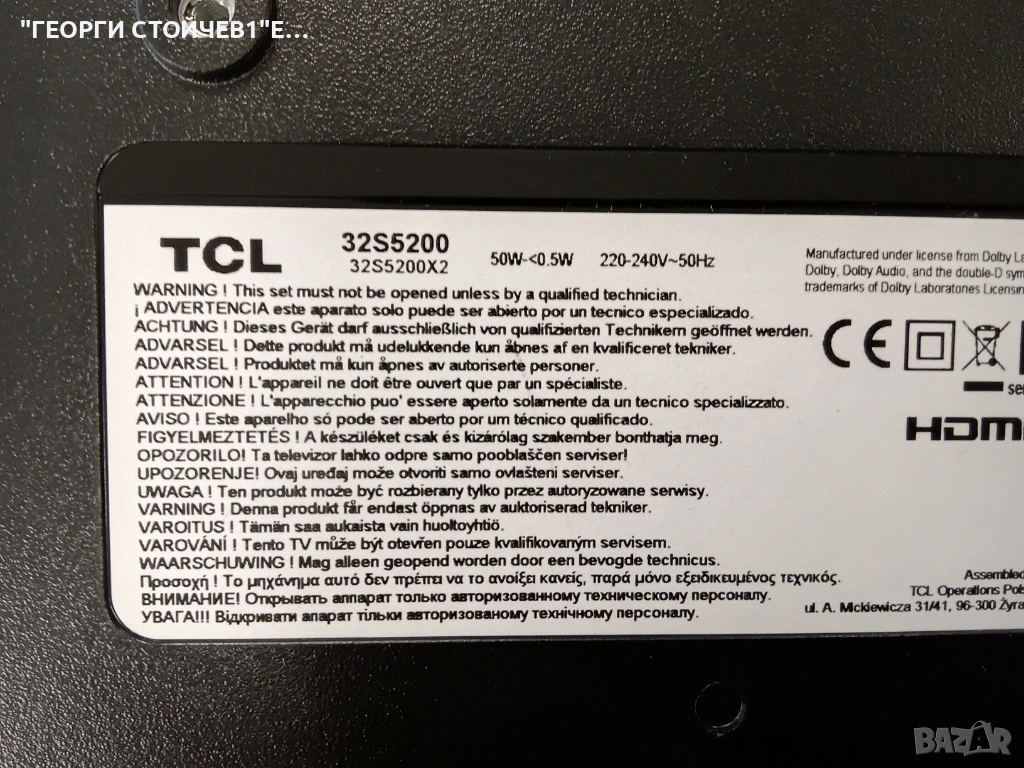 "ГЕОРГИ СТОЙЧЕВ1"Е...
TCL
32S5200
32S5200X2
50W-<0.5W
220-240V~50Hz
Manufactured under license from Dolby
Dolby, Dolby Audio, and the double-D
trademarks of Dolby Laboratories
WARNING ! This set must not be opened unless by a qualified technician.
¡ ADVERTENCIA este aparato solo puede ser abierto por un tecnico especializado.
ACHTUNG ! Dieses Gerät darf ausschließlich von qualifizierten Technikern geöffnet werden.
ADVARSEL ! Dette produkt må udelukkende kun åbnes af en kvalificeret tekniker.
ADVARSEL ! Produktet må kun åpnes av autoriserte personer.
ATTENTION ! L'appareil ne doit être ouvert que par un spécialiste.
ATTENZIONE ! L'apparecchio puo' essere aperto solamente da un tecnico specializzato.
AVISO ! Este aparelho só pode ser aberto por um técnico qualificado.
FIGYELMEZTETÉS ! A készüléket csak és kizárólag szakember bonthatja meg.
OPOZORILO! Ta televizor lahko odpre samo pooblaščen serviser!
UPOZORENJE! Ovaj uređaj može otvoriti samo ovlašteni serviser.
UWAGA ! Ten produkt może być rozbierany tylko przez autoryzowane serwisy.
VARNING ! Denna produkt får endast öppnas av auktoriserad tekniker.
VAROITUS ! Tämän saa aukaista vain huoltoyhtiö.
VAROVÁNÍ ! Tento TV může být otevřen pouze kvalifikovaným servisem.
WAARSCHUWING ! Mag alleen geopend worden door een bevogde technicus.
Προσοχή ! Το μηχάνημα αυτό δεν πρέπει να το ανοίξει κανείς, παρά μόνο εξειδικευμένος τεχνικός.
ВНИМАНИЕ! Открывать аппарат только авторизованному техническому персоналу.
УВАГА!!! Відкривати апарат тільки авторизованому технічному персоналу.
CE
HDMI
Assembled
TCL Operations
ul. A. Mickiewicza 31/41, 96-300
BAZAR